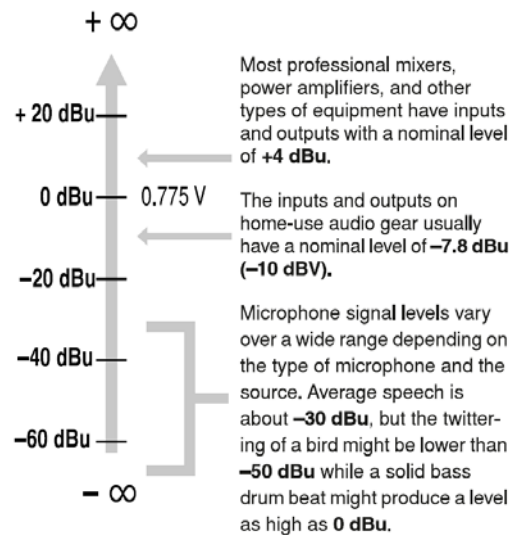 + ∞
+ 20 dBu
0 dBu
0.775 V
–20 dBu
–40 dBu
–60 dBu
– ∞
Most professional mixers,
power amplifiers, and other
types of equipment have inputs
and outputs with a nominal level
of +4 dBu.
The inputs and outputs on
home-use audio gear usually
have a nominal level of –7.8 dBu
(–10 dBV).
Microphone signal levels vary
over a wide range depending on
the type of microphone and the
source. Average speech is
about –30 dBu, but the twitter-
ing of a bird might be lower than
–50 dBu while a solid bass
drum beat might produce a level
as high as 0 dBu.